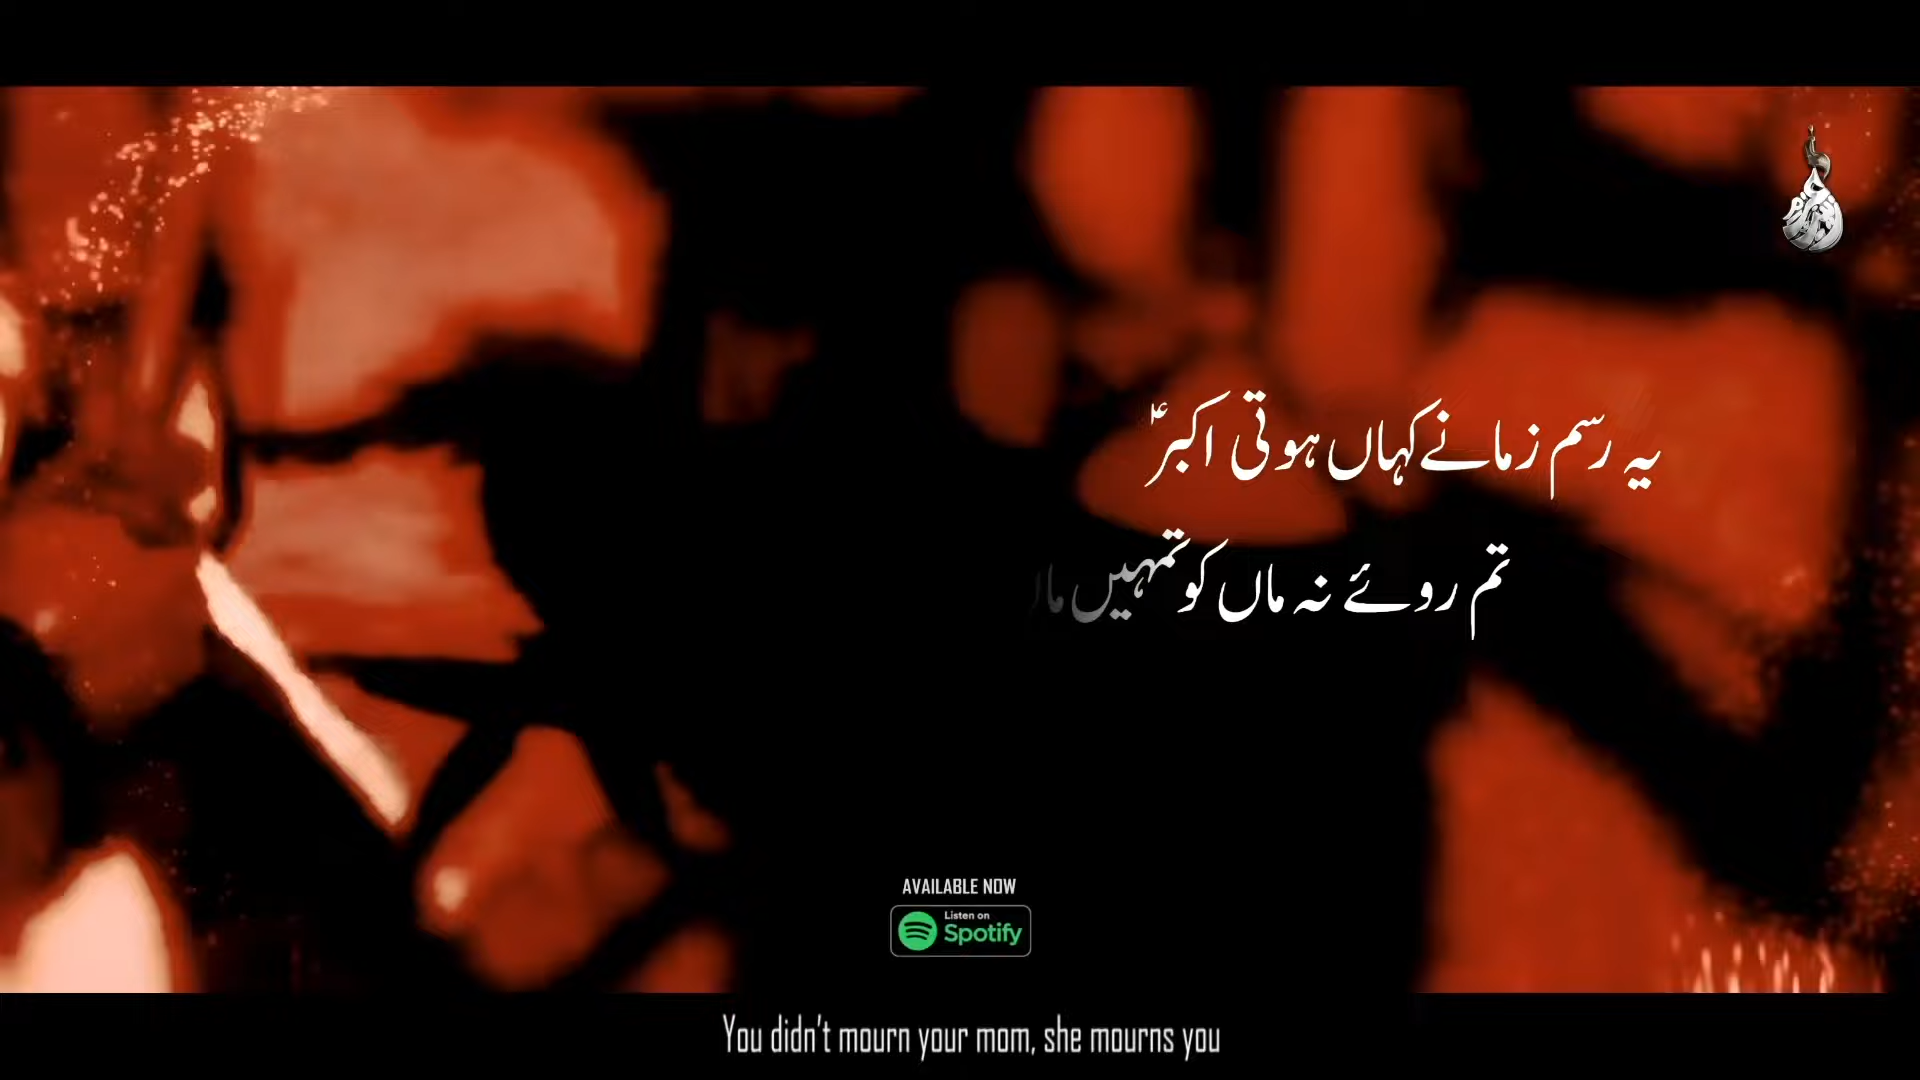 یہ رسم زمانے کہاں ہوتی اکبرؑ
تم روئے نہ ماں کو تمہیں
AVAILABLE NOW
Listen on
Spotify
You didn't mourn your mom, she mourns you